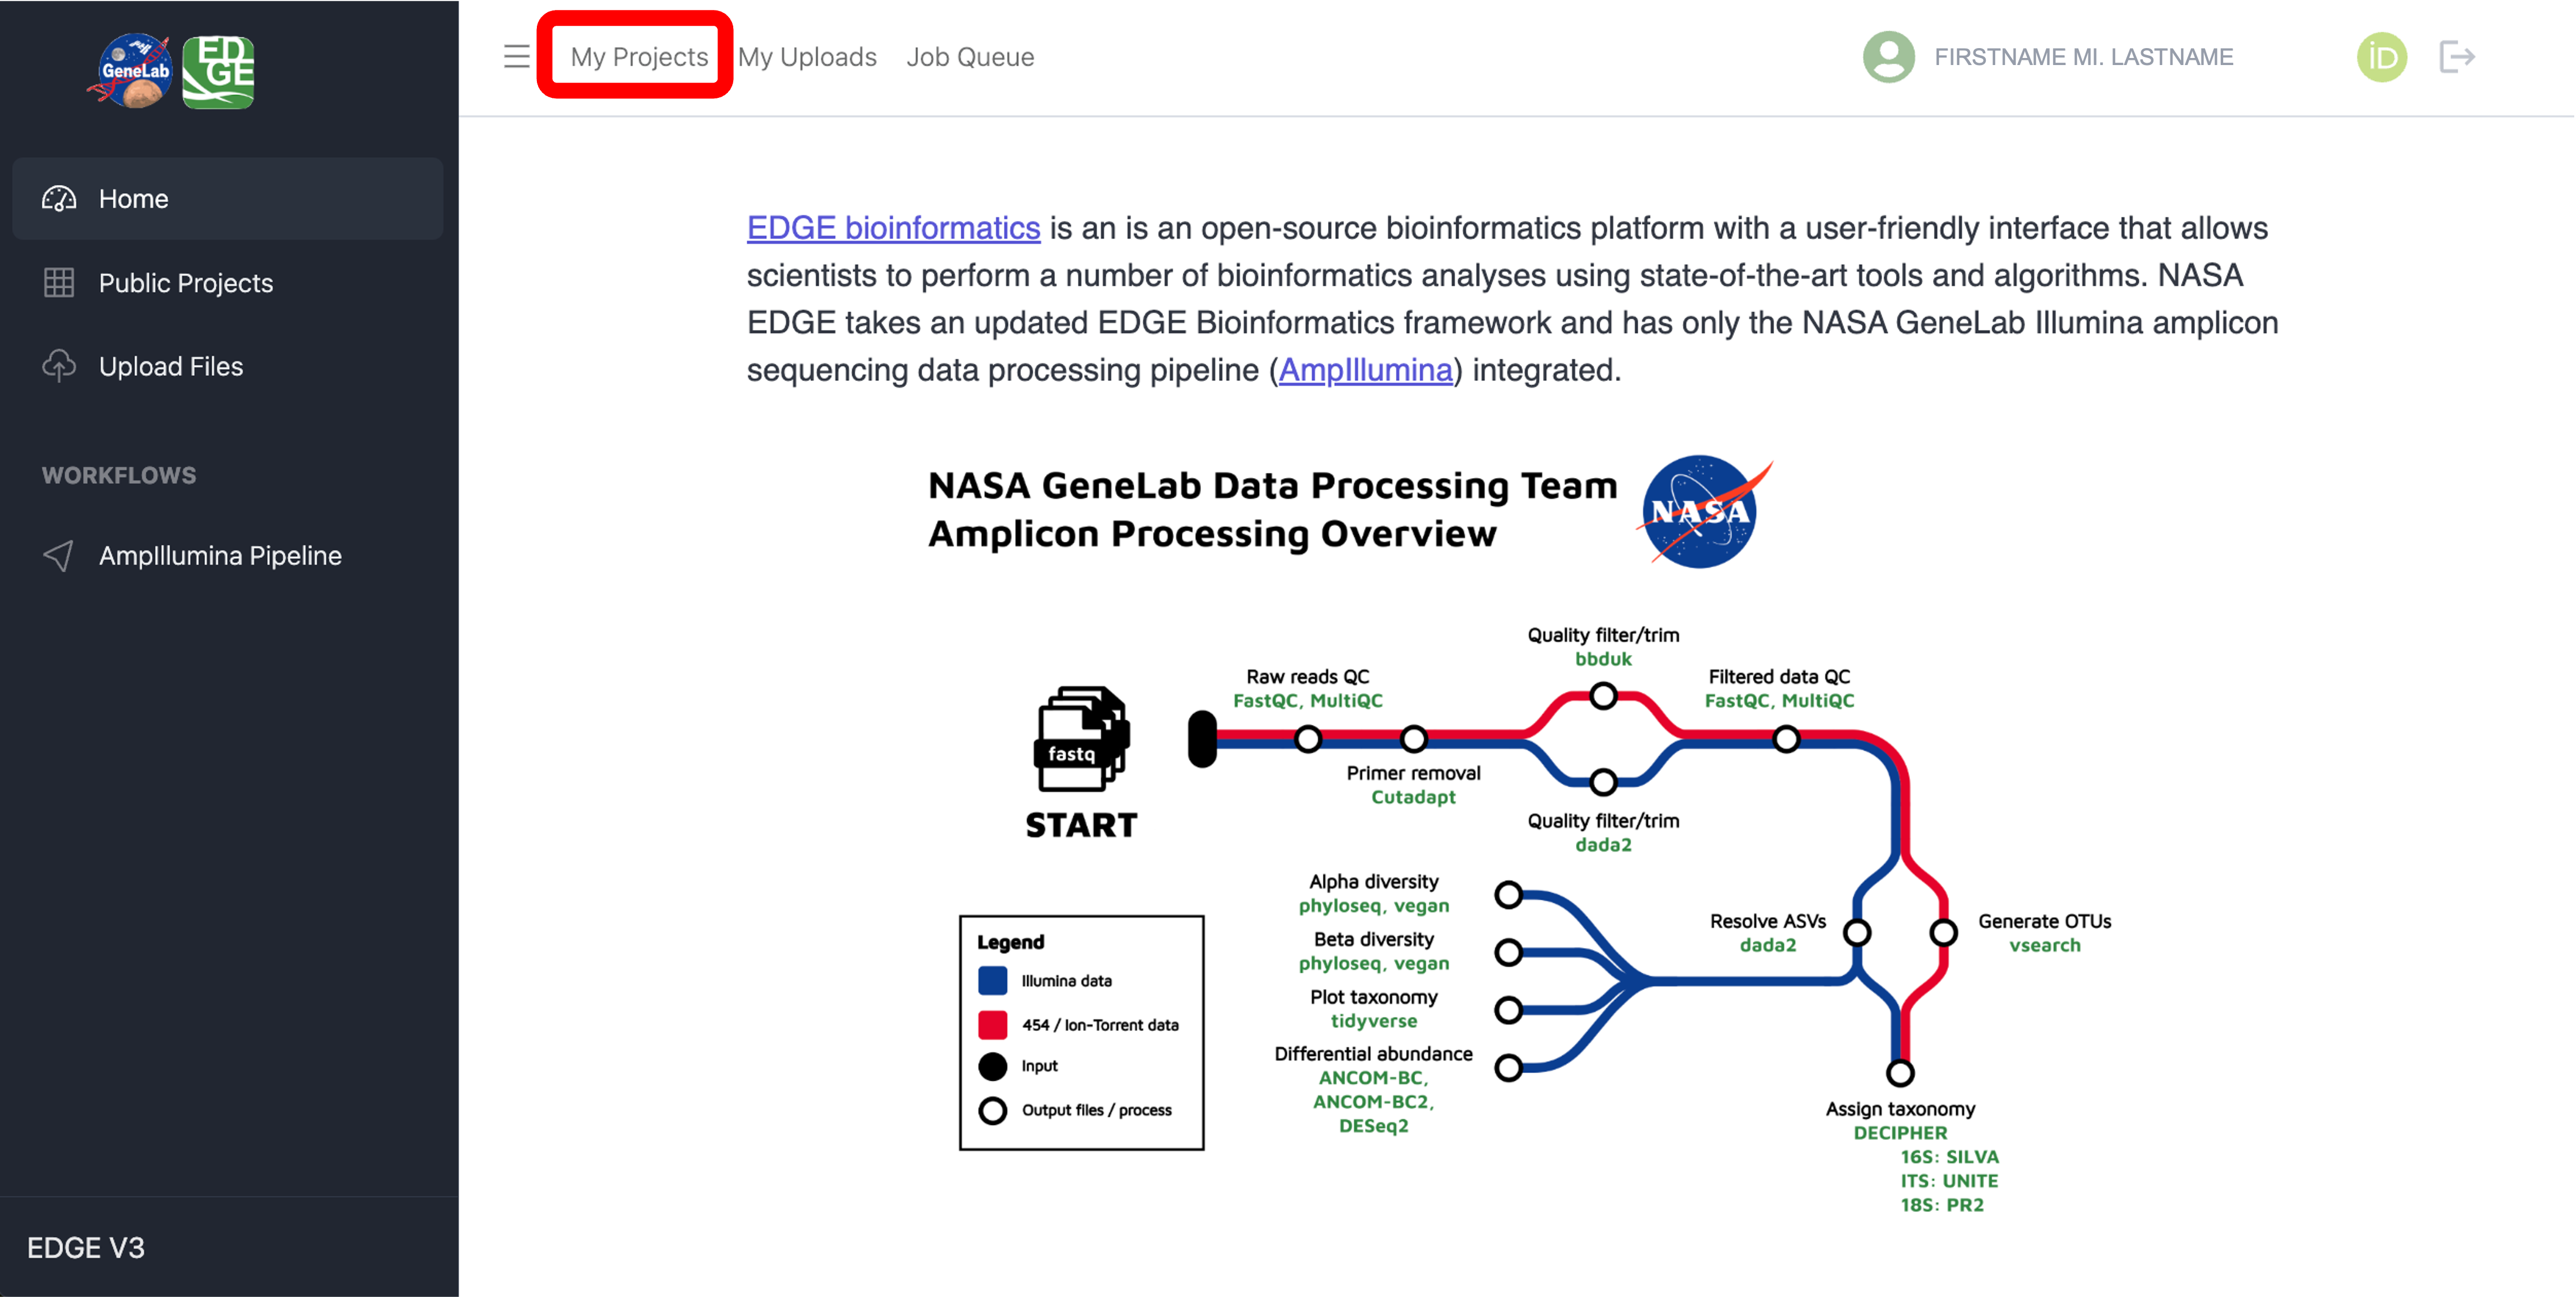 GeneLab
ED
GE
My Projects
My Uploads
Job Queue
FIRSTNAME MI. LASTNAME
iD
Home
Public Projects
Upload Files
WORKFLOWS
AmpIllumina Pipeline
EDGE V3
EDGE bioinformatics is an is an open-source bioinformatics platform with a user-friendly interface that allows
scientists to perform a number of bioinformatics analyses using state-of-the-art tools and algorithms. NASA
EDGE takes an updated EDGE Bioinformatics framework and has only the NASA GeneLab Illumina amplicon
sequencing data processing pipeline (AmpIllumina) integrated.
NASA GeneLab Data Processing Team
Amplicon Processing Overview
NASA
fastq
START
Raw reads QC
FastQC, MultiQC
Primer removal
Cutadapt
Quality filter/trim
bbduk
Quality filter/trim
dada2
Filtered data QC
FastQC, MultiQC
Alpha diversity
phyloseq, vegan
Beta diversity
phyloseq, vegan
Plot taxonomy
tidyverse
Differential abundance
ANCOM-BC,
ANCOM-BC2,
DESeq2
Resolve ASVs
dada2
Generate OTUs
vsearch
Assign taxonomy
DECIPHER
16S: SILVA
ITS: UNITE
18S: PR2
Legend
Illumina data
454 / Ion-Torrent data
Input
Output files / process